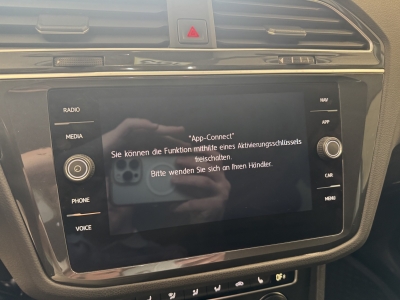 RADIO
MEDIA
PHONE
VOICE
"App-Connect"
Sie können die Funktion mithilfe eines Aktivierungsschlüssels
freischalten.
Bitte wenden Sie sich an Ihren Händler.
NAV
APP
CAR
MENU